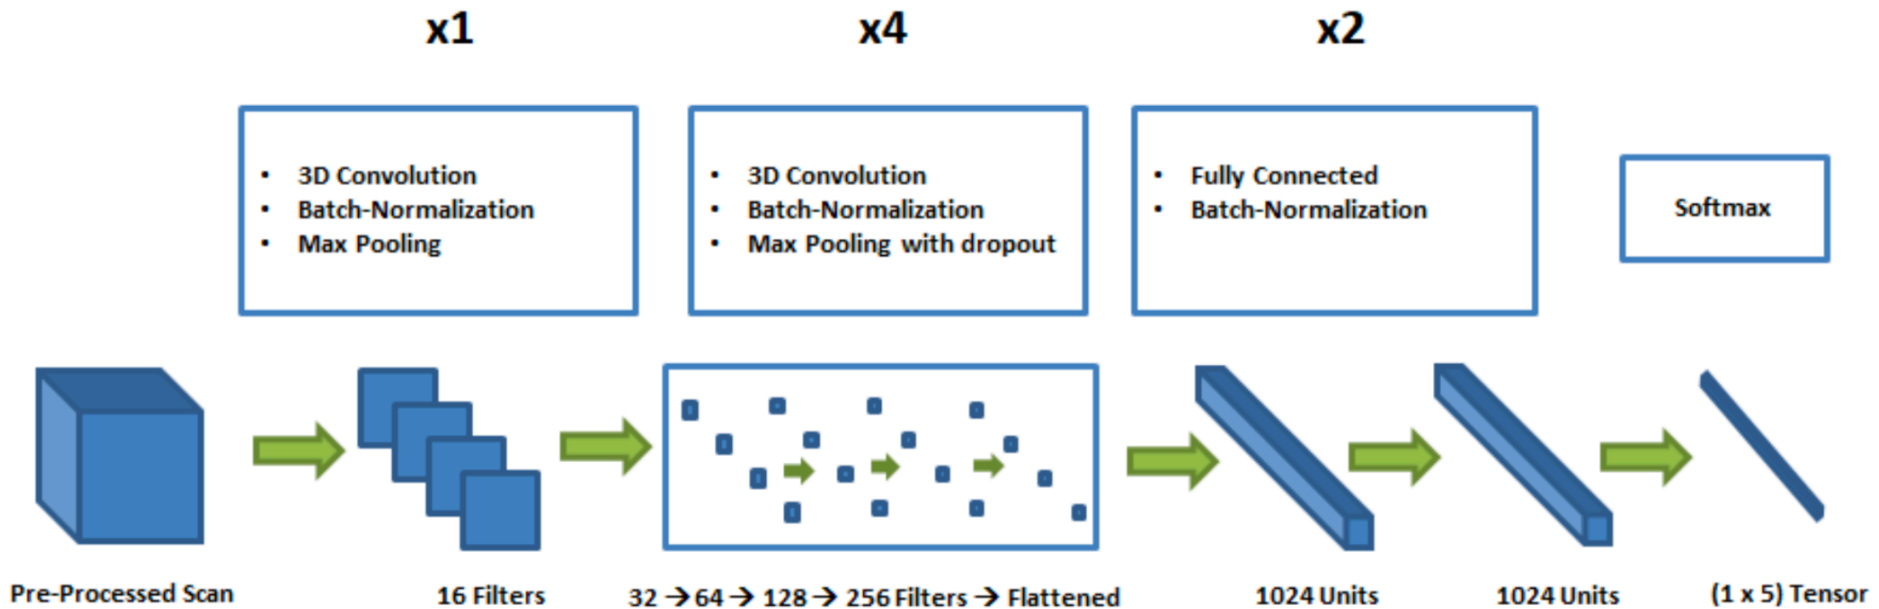 x1
x4
x2
• 3D Convolution
• Batch-Normalization
• Max Pooling
• 3D Convolution
• Batch-Normalization
• Max Pooling with dropout
• Fully Connected
• Batch-Normalization
Softmax
Pre-Processed Scan
16 Filters
32 → 64 → 128 → 256 Filters → Flattened
1024 Units
1024 Units
(1 x 5) Tensor